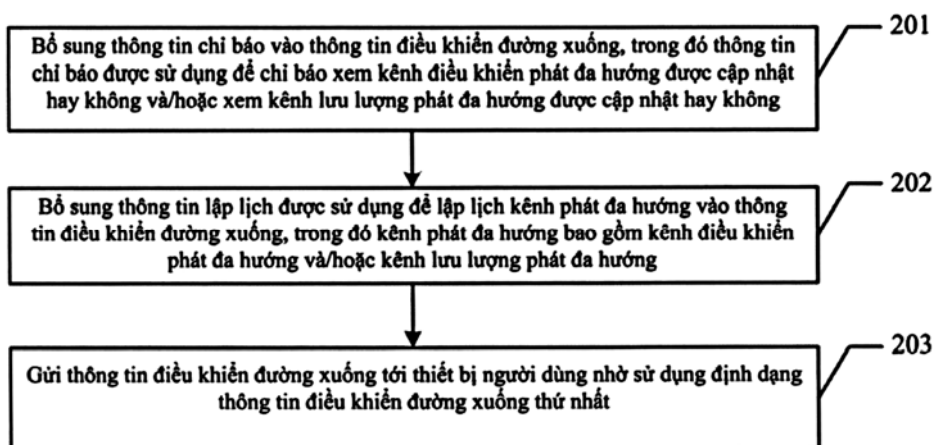 201
Bổ sung thông tin chỉ báo vào thông tin điều khiển đường xuống, trong đó thông tin
chỉ báo được sử dụng để chỉ báo xem kênh điều khiển phát đa hướng được cập nhật
hay không và/hoặc xem kênh lưu lượng phát đa hướng được cập nhật hay không
202
Bổ sung thông tin lập lịch được sử dụng để lập lịch kênh phát đa hướng vào thông
tin điều khiển đường xuống, trong đó kênh phát đa hướng bao gồm kênh điều khiển
phát đa hướng và/hoặc kênh lưu lượng phát đa hướng
203
Gửi thông tin điều khiển đường xuống tới thiết bị người dùng nhờ sử dụng định dạng
thông tin điều khiển đường xuống thứ nhất